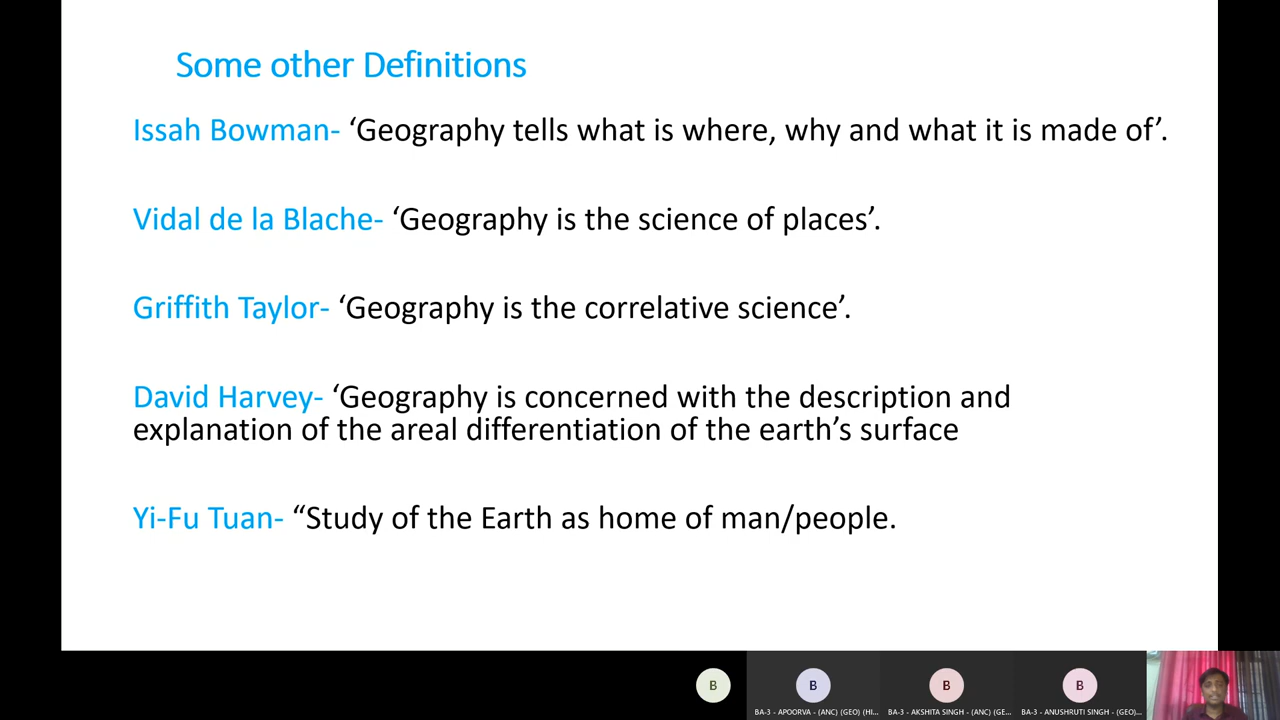 Some other Definitions
Issah Bowman- ‘Geography tells what is where, why and what it is made of’.
Vidal de la Blache- ‘Geography is the science of places’.
Griffith Taylor- ‘Geography is the correlative science’.
David Harvey- ‘Geography is concerned with the description and
explanation of the areal differentiation of the earth’s surface
Yi-Fu Tuan- “Study of the Earth as home of man/people.
B
B
B
B
BA-3 - APOORVA - (ANC) (GEO) (HI...
BA-3 - AKSHITA SINGH - (ANC) (GE...
BA-3 - ANUSHRUTI SINGH - (GEO)...